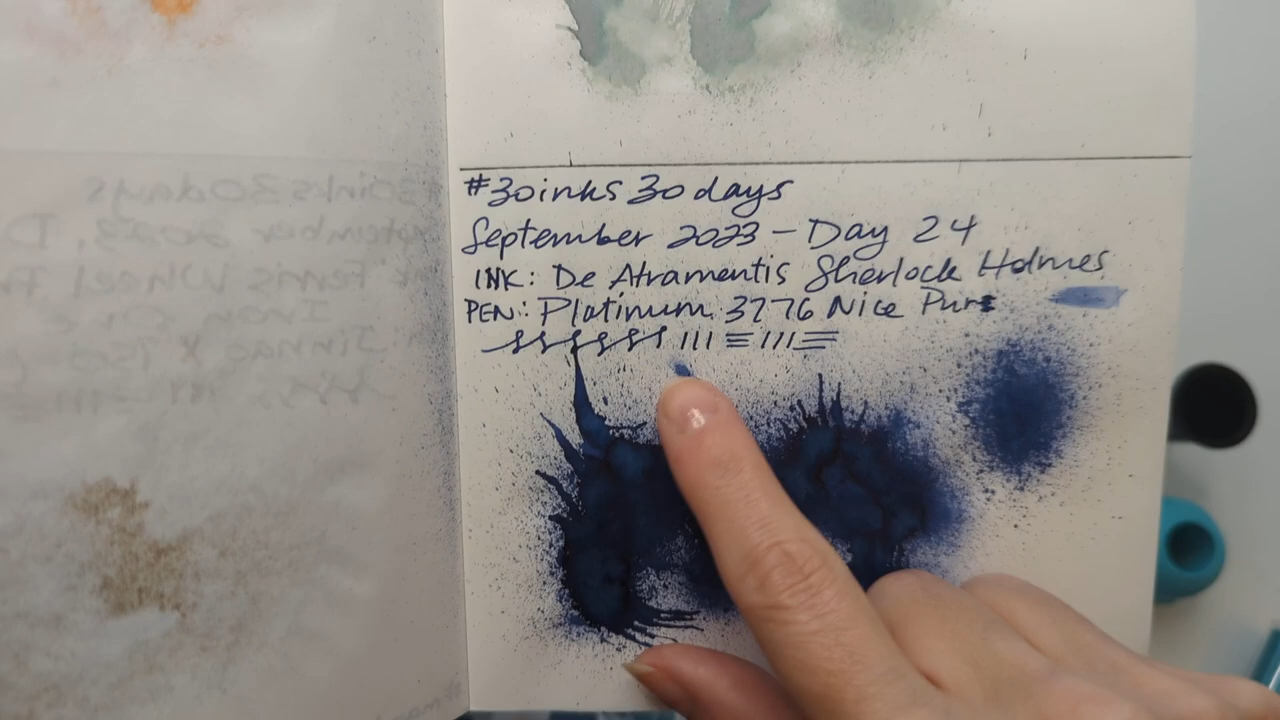 #30inks30days
September 2023 - Day 24
INK: De Atramentis Sherlock Holmes
PEN: Platinum 3776 Nice Pur